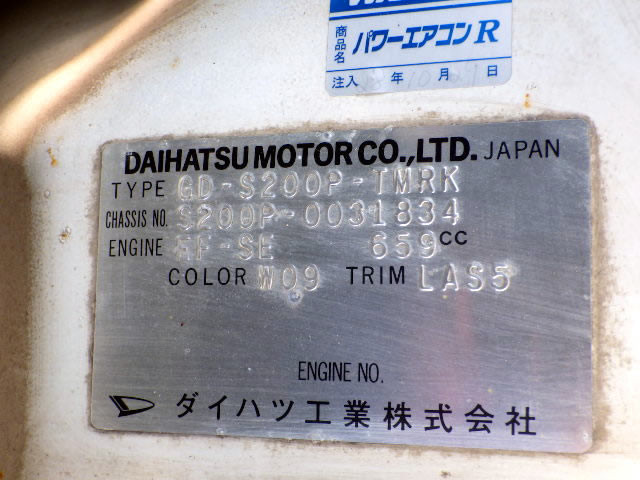 商品名 パワーエアコンR
注入 年 月 日
DAIHATSU MOTOR CO.,LTD. JAPAN
TYPE GD-S200P-TMRK
CHASSIS NO. S200P-0031834
ENGINE EF-SE 659 CC
COLOR W09 TRIM LAS5
ENGINE NO.
ダイハツ工業株式会社